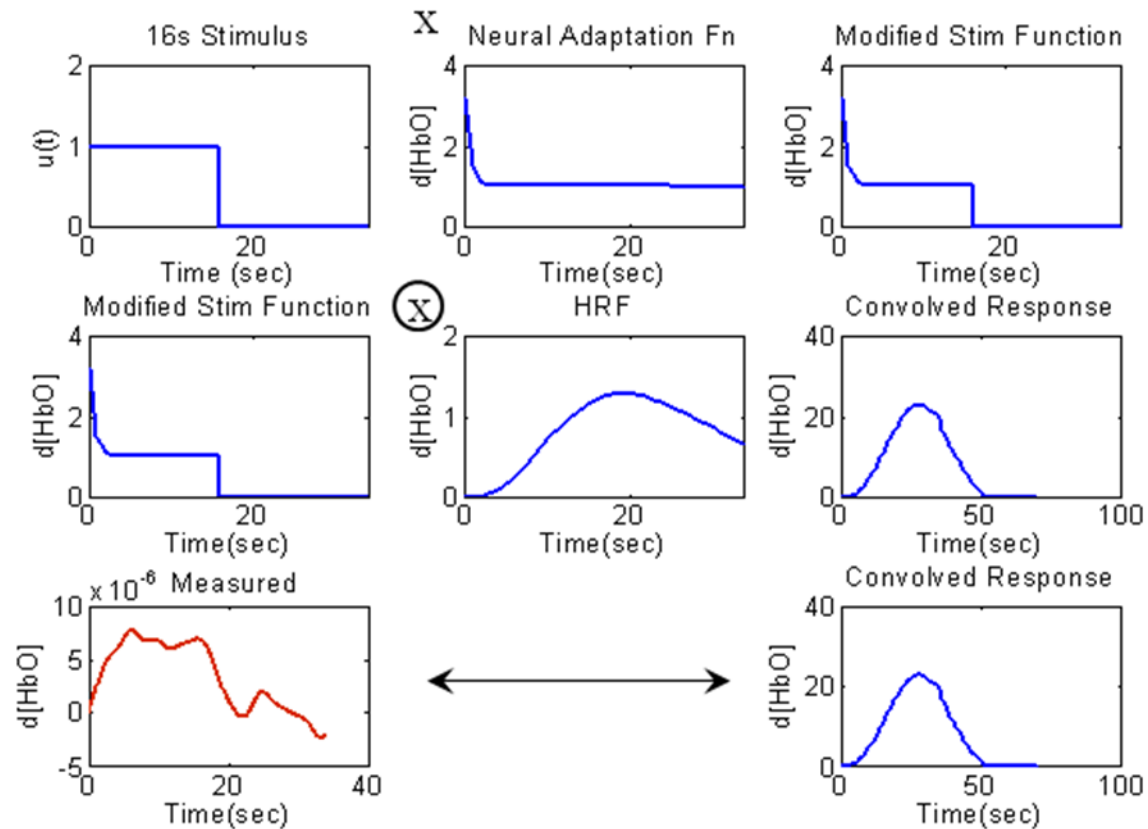 X
16s Stimulus
Neural Adaptation Fn
Modified Stim Function
2
1
0
u(t)
0
20
Time (sec)
4
2
0
d[HbO]
0
20
Time(sec)
4
2
0
d[HbO]
0
20
Time(sec)
Modified Stim Function
X
HRF
Convolved Response
4
2
0
d[HbO]
0
20
Time(sec)
2
1
0
d[HbO]
0
20
Time(sec)
40
20
0
d[HbO]
0
50
100
Time(sec)
x 10^-6
Measured
Convolved Response
10
5
0
-5
d[HbO]
0
20
40
Time(sec)
40
20
0
d[HbO]
0
50
100
Time(sec)